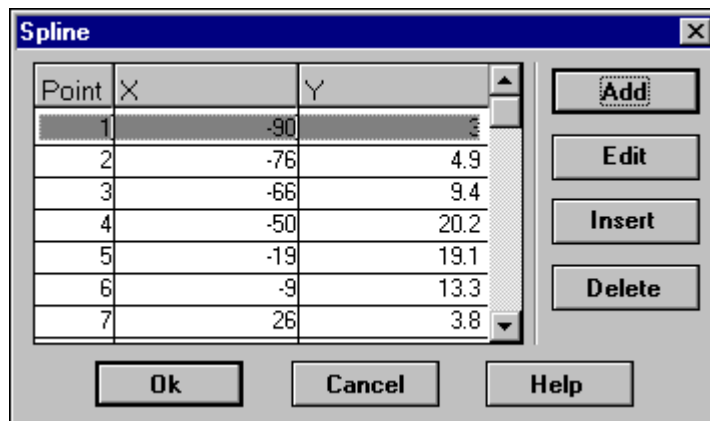 Spline
Point X Y
1 -90 3
2 -76 4.9
3 -66 9.4
4 -50 20.2
5 -19 19.1
6 -9 13.3
7 26 3.8
Add
Edit
Insert
Delete
Ok Cancel Help